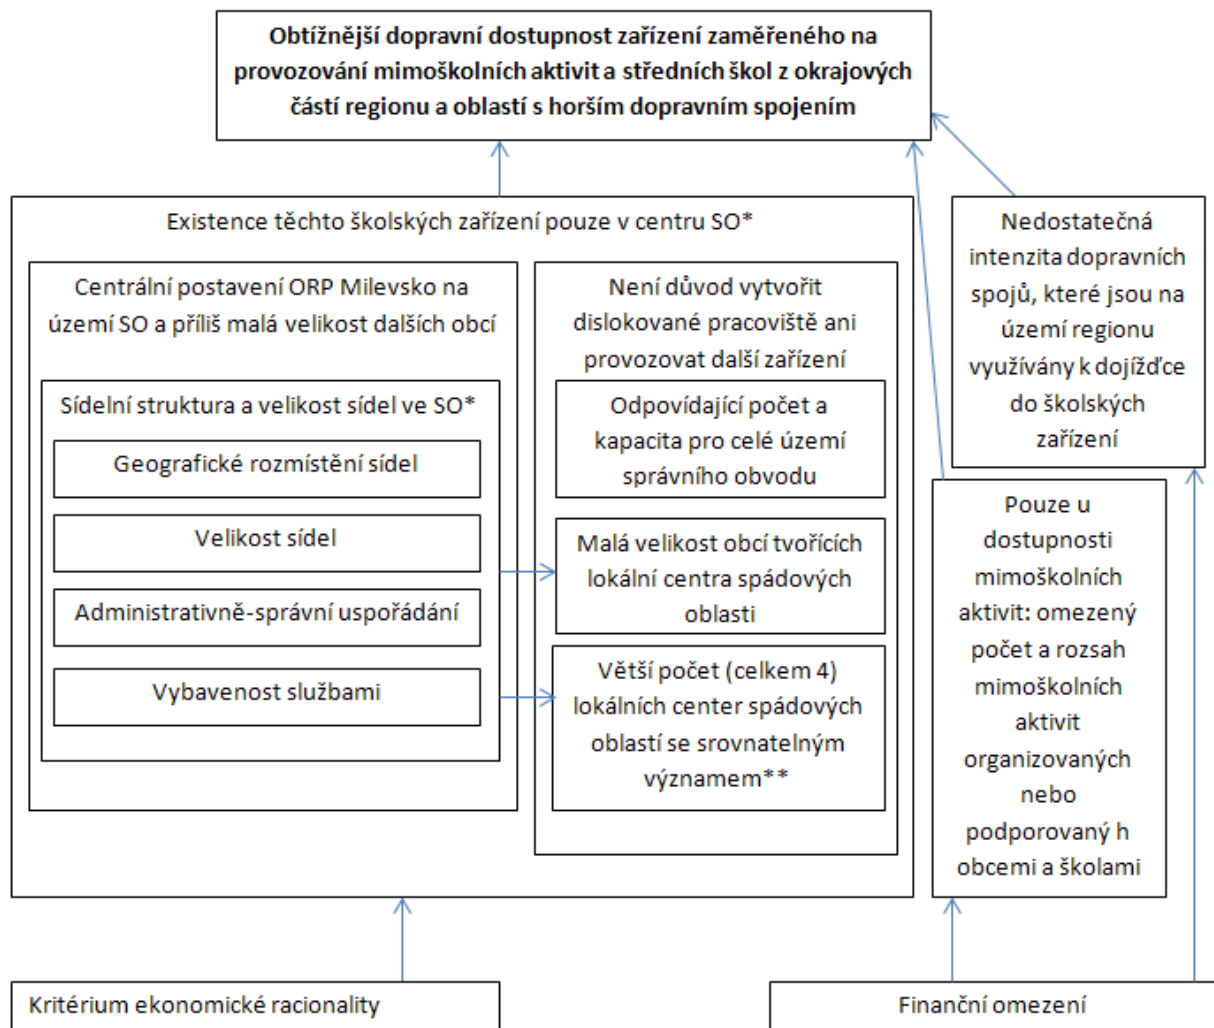 Obtížnější dopravní dostupnost zařízení zaměřeného na
provozování mimoškolních aktivit a středních škol z okrajových
částí regionu a oblastí s horším dopravním spojením
Existence těchto školských zařízení pouze v centru SO*
Centrální postavení ORP Milevsko na
území SO a příliš malá velikost dalších obcí
Sídelní struktura a velikost sídel ve SO*
Geografické rozmístění sídel
Velikost sídel
Administrativně-správní uspořádání
Vybavenost službami
Není důvod vytvořit
dislokované pracoviště ani
provozovat další zařízení
Odpovídající počet a
kapacita pro celé území
správního obvodu
Malá velikost obcí tvořících
lokální centra spádových
oblasti
Větší počet (celkem 4)
lokálních center spádových
oblastí se srovnatelným
významem**
Nedostatečná
intenzita dopravních
spojů, které jsou na
území regionu
využívány k dojížďce
do školských
zařízení
Pouze u
dostupnosti
mimoškolních
aktivit: omezený
počet a rozsah
mimoškolních
aktivit
organizovaných
nebo
podporovaný h
obcemi a školami
Kritérium ekonomické racionality
Finanční omezení